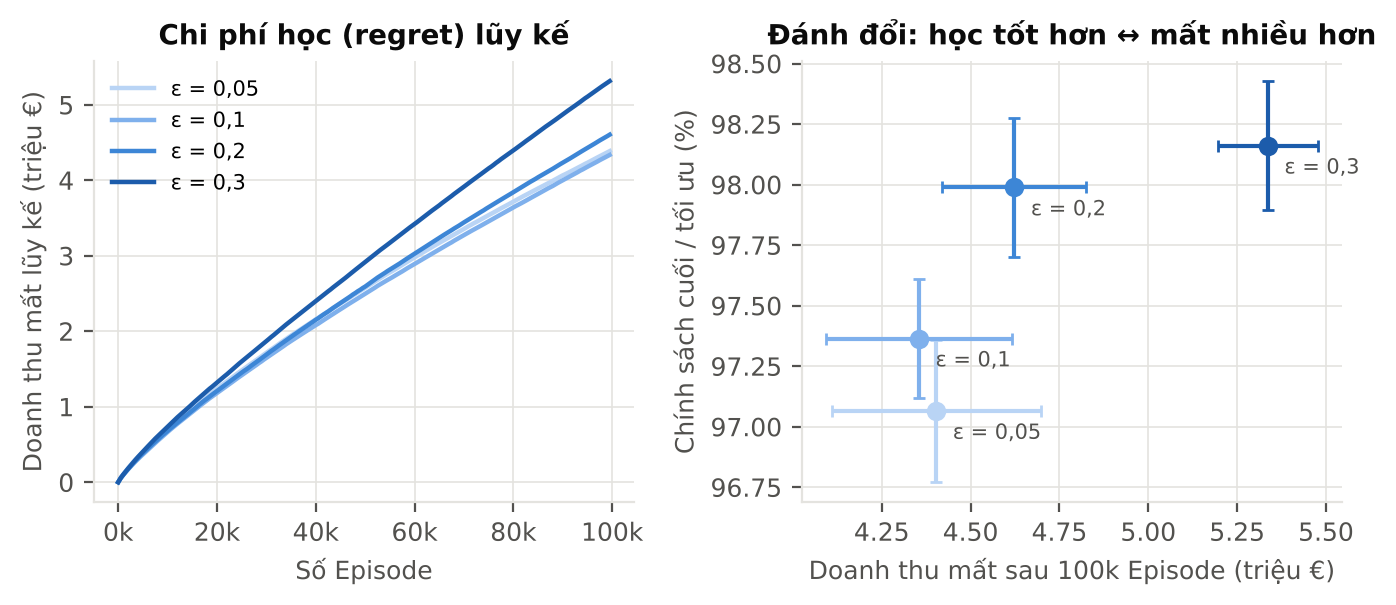 Chi phí học (regret) lũy kế
Doanh thu mất lũy kế (triệu €)
ε = 0,05
ε = 0,1
ε = 0,2
ε = 0,3
5
4
3
2
1
0
0k 20k 40k 60k 80k 100k
Số Episode
Đánh đổi: học tốt hơn ↔ mất nhiều hơn
Chính sách cuối / tối ưu (%)
98.50
98.25
98.00
97.75
97.50
97.25
97.00
96.75
ε = 0,3
ε = 0,2
ε = 0,1
ε = 0,05
4.25 4.50 4.75 5.00 5.25 5.50
Doanh thu mất sau 100k Episode (triệu €)